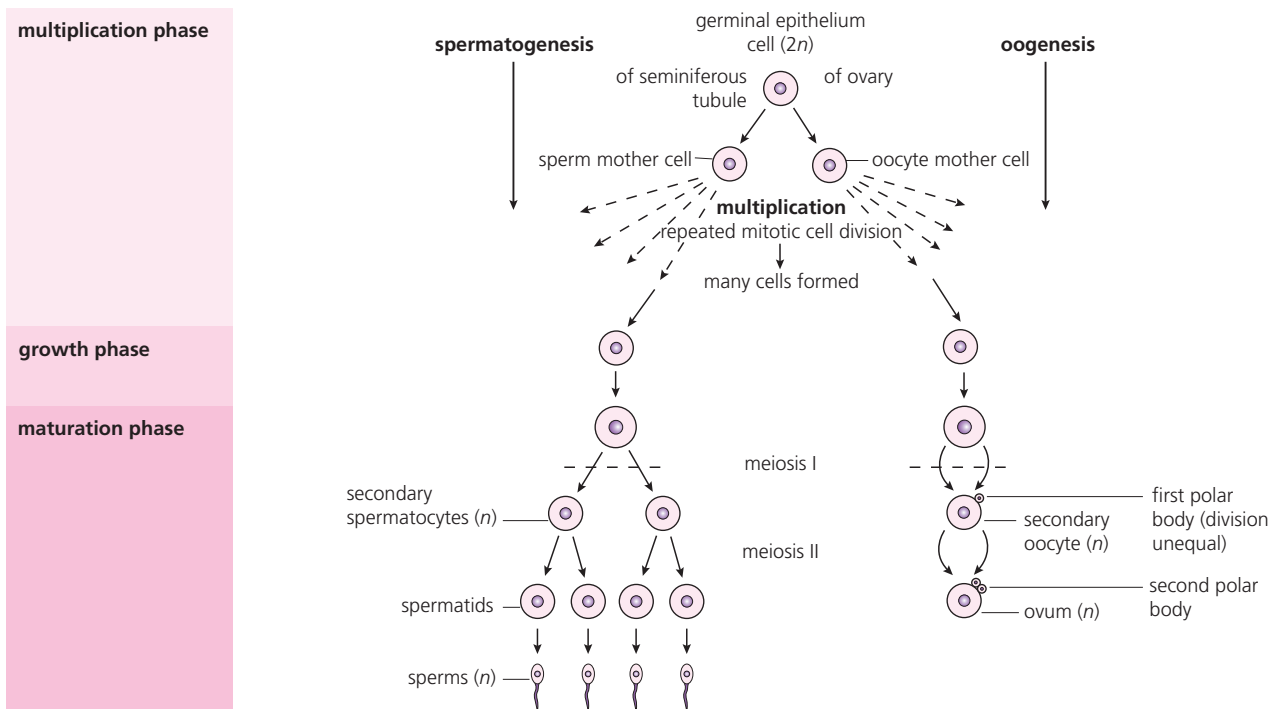 multiplication phase
spermatogenesis
germinal epithelium
cell (2n)
oogenesis
of seminiferous
tubule
of ovary
sperm mother cell
oocyte mother cell
multiplication
repeated mitotic cell division
many cells formed
growth phase
maturation phase
meiosis I
secondary
spermatocytes (n)
secondary
oocyte (n)
first polar
body (division
unequal)
meiosis II
spermatids
ovum (n)
second polar
body
sperms (n)